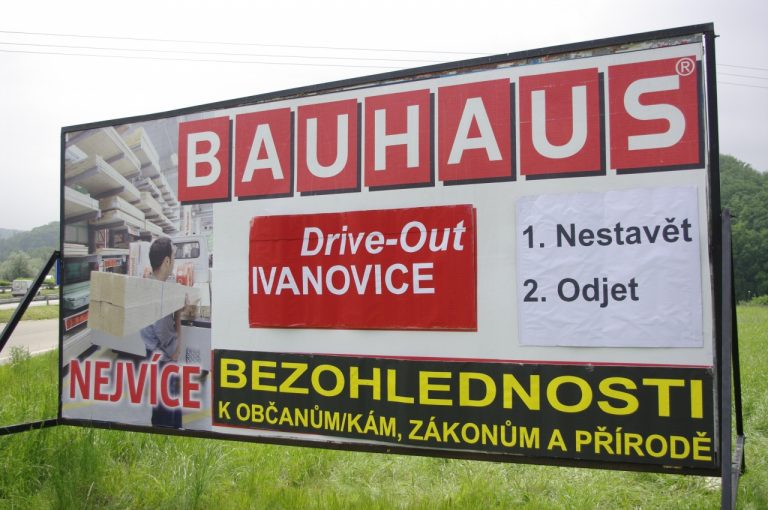 BAUHAUS®
Drive-Out
IVANOVICE
1. Nestavět
2. Odjet
NEJVÍCE
BEZOHLEDNOSTI
K OBČANŮM/KÁM, ZÁKONŮM A PŘÍRODĚ